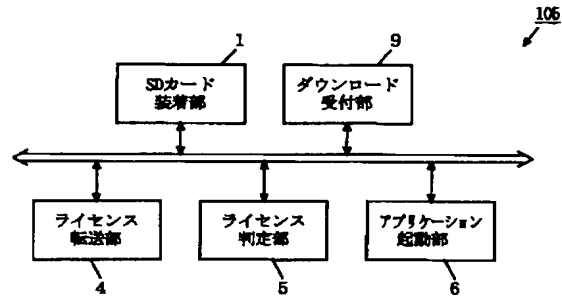 106
1
9
SDカード
装着部
ダウンロード
受付部
ライセンス
転送部
ライセンス
判定部
アプリケーション
起動部
4
5
6